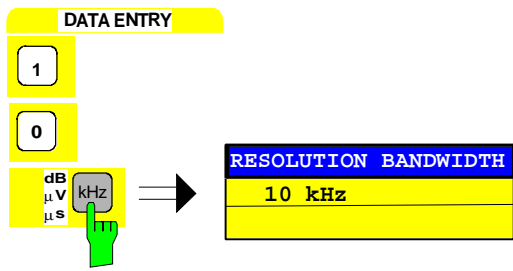 DATA ENTRY
1
0
dB
μV
μs
kHz
RESOLUTION BANDWIDTH
10 kHz